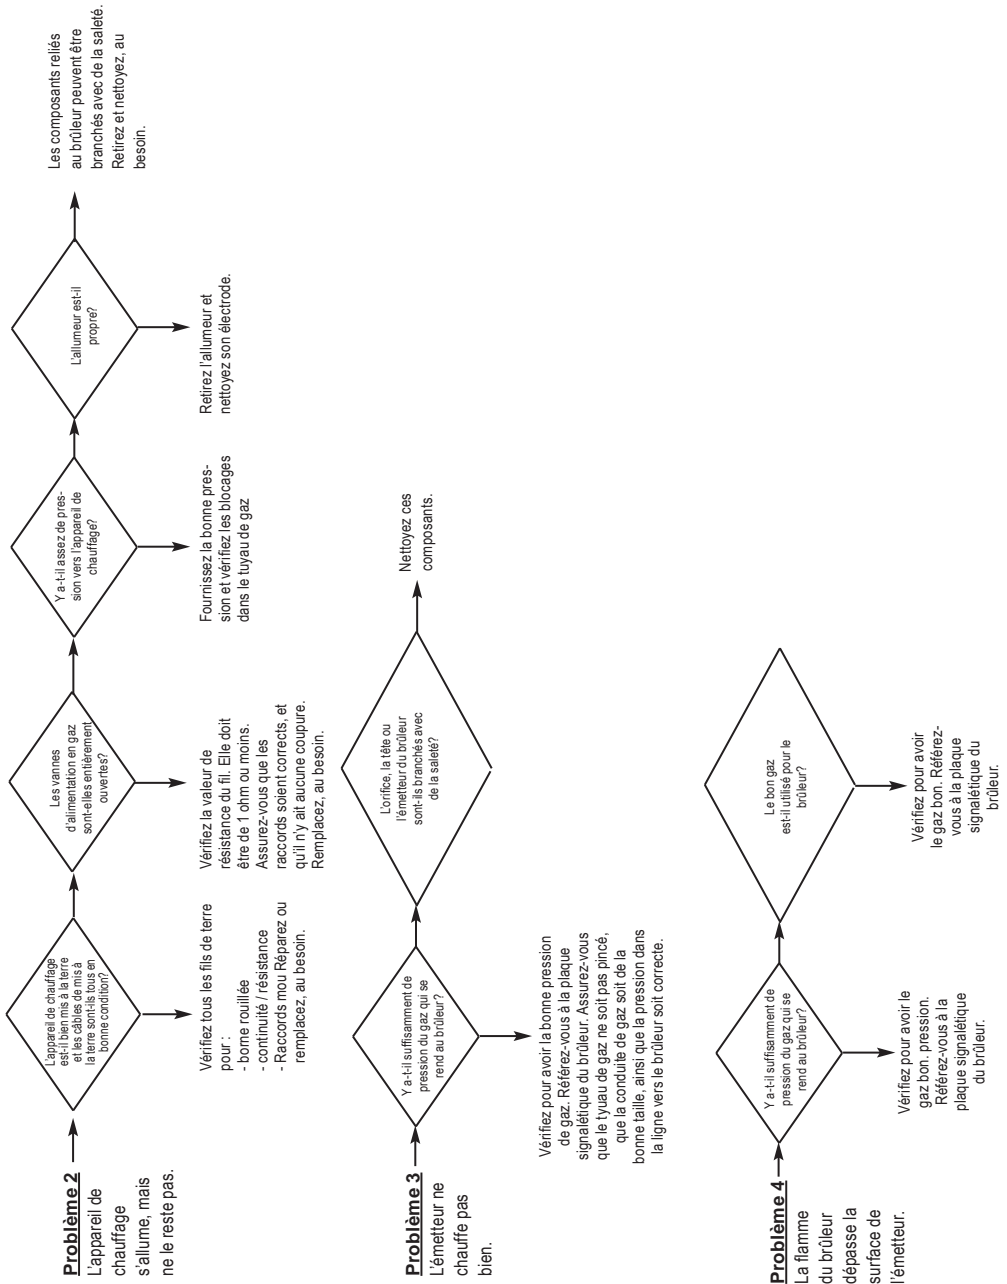 Problème 2
L'appareil de
chauffage
s'allume, mais
ne le reste pas.
L'appareil de chauffage
est-il bien mis à la terre
et les câbles de mis à
la terre sont-ils tous en
bonne condition?
Vérifiez tous les fils de terre
pour :
- borne rouillée
- continuité / résistance
- Raccords mou Réparez ou
remplacez, au besoin.
Les vannes
d'alimentation en gaz
sont-elles entièrement
ouvertes?
Vérifiez la valeur de
résistance du fil. Elle doit
être de 1 ohm ou moins.
Assurez-vous que les
raccords soient corrects, et
qu'il n'y ait aucune coupure.
Remplacez, au besoin.
Y a-t-il assez de pres-
sion vers l'appareil de
chauffage?
Fournissez la bonne pres-
sion et vérifiez les blocages
dans le tuyau de gaz
L'allumeur est-il
propre?
Retirez l'allumeur et
nettoyez son électrode.
Les composants reliés
au brûleur peuvent être
branchés avec de la saleté.
Retirez et nettoyez, au
besoin.
Problème 3
L'émetteur ne
chauffe pas
bien.
Y a-t-il suffisamment de
pression du gaz qui se
rend au brûleur?
Vérifiez pour avoir la bonne pression
de gaz. Référez-vous à la plaque
signalétique du brûleur. Assurez-vous
que le tyuau de gaz ne soit pas pincé,
que la conduite de gaz soit de la
bonne taille, ainsi que la pression dans
la ligne vers le brûleur soit correcte.
L'orifice, la tête ou
l'émetteur du brûleur
sont-ils branchés avec
de la saleté?
Nettoyez ces
composants.
Problème 4
La flamme
du brûleur
dépasse la
surface de
l'émetteur.
Y a-t-il suffisamment de
pression du gaz qui se
rend au brûleur?
Vérifiez pour avoir le
gaz bon. pression.
Référez-vous à la
plaque signalétique
du brûleur.
Le bon gaz
est-il utilisé pour le
brûleur?
Vérifiez pour avoir
le gaz bon. Référez-
vous à la plaque
signalétique du
brûleur.